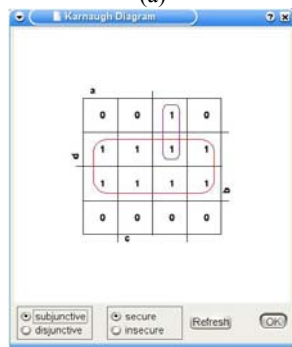 (a)
Karnaugh Diagram
a
0 0 1 0
1 1 1 1
d
1 1 1 1
b
0 0 0 0
c
subjunctive secure
disjunctive insecure
Refresh OK